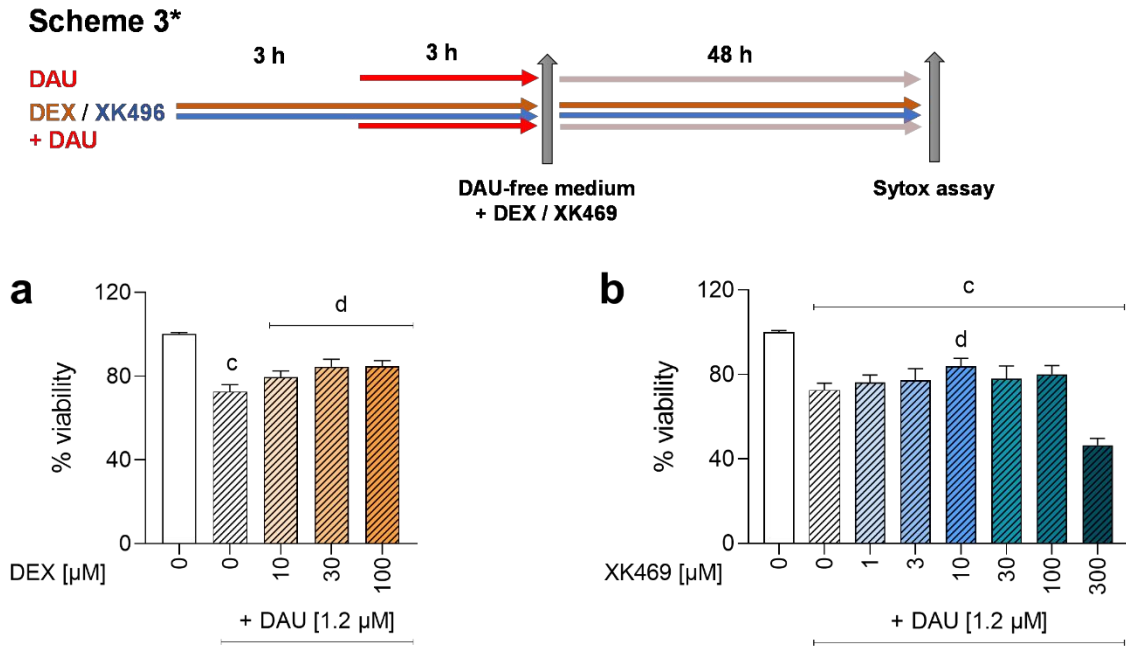 Scheme 3*
3 h 3 h 48 h
DAU
DEX / XK496
+ DAU
DAU-free medium
+ DEX / XK469
Sytox assay
a
d
c
120
80
40
0
% viability
DEX [µM] 0 0 10 30 100
+ DAU [1.2 µM]
b
c
d
120
80
40
0
% viability
XK469 [µM] 0 0 1 3 10 30 100 300
+ DAU [1.2 µM]